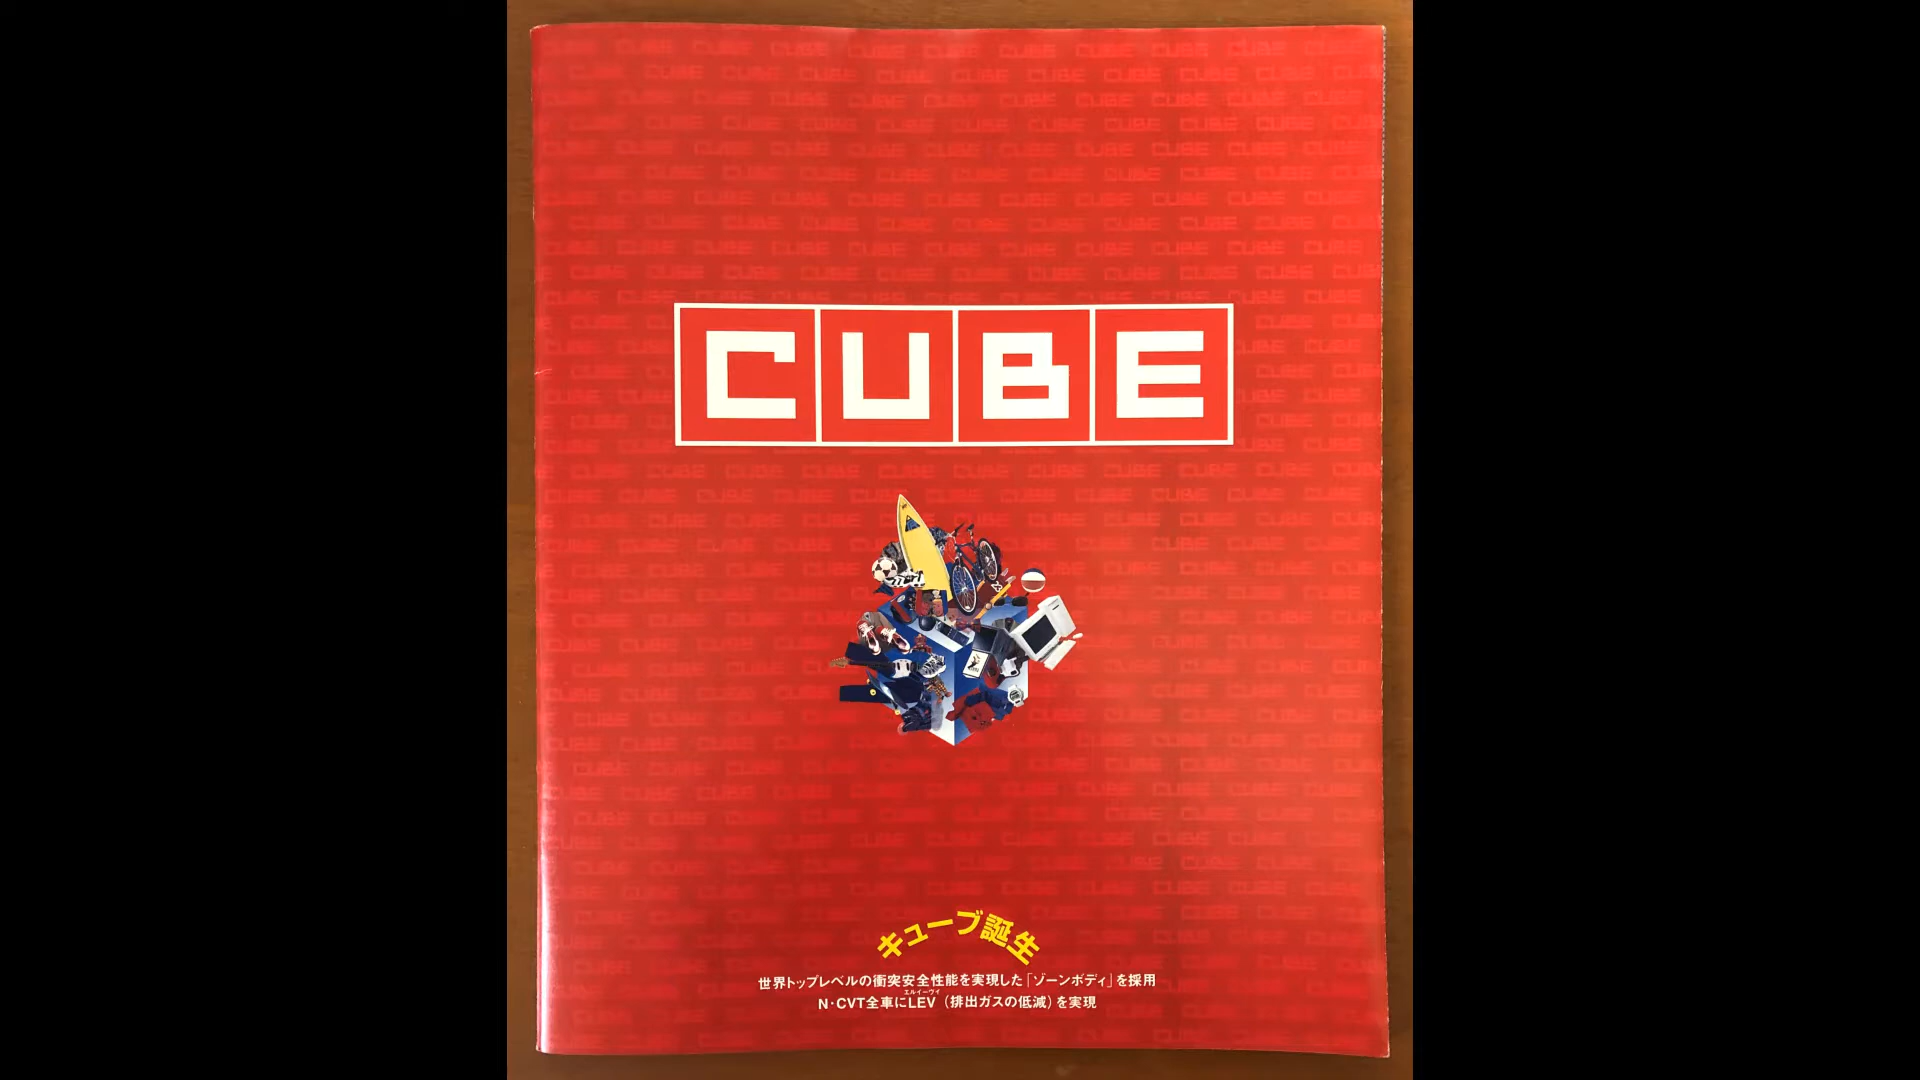 CUBE
キューブ誕生
世界トップレベルの衝突安全性能を実現した「ゾーンボディ」を採用
エルイーヴイ
N・CVT全車にLEV（排出ガスの低減）を実現